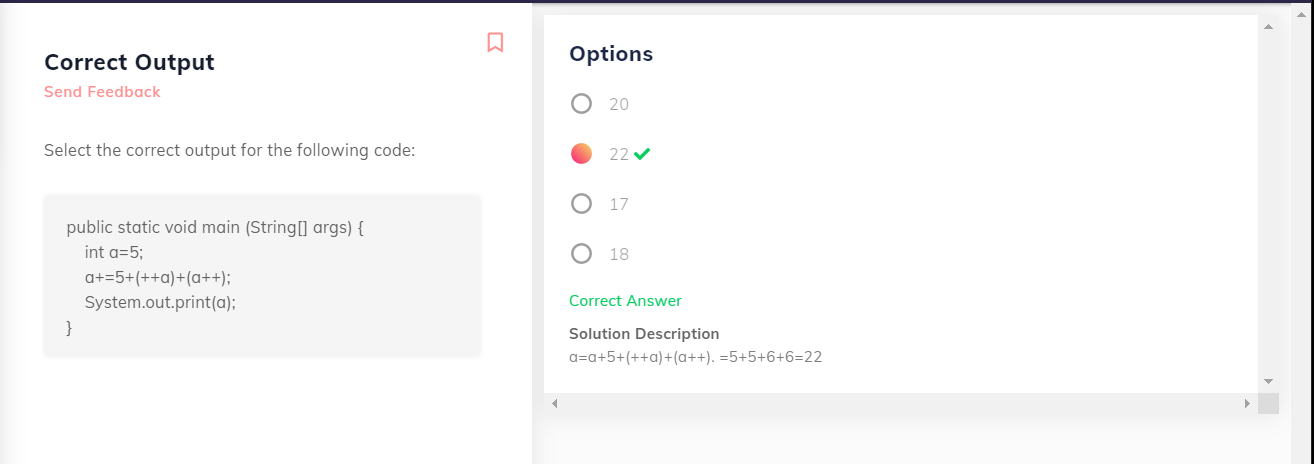 Correct Output
Send Feedback
Select the correct output for the following code:
public static void main (String[] args) {
    int a=5;
    a+=5+(++a)+(a++);
    System.out.print(a);
}
Options
20
22
17
18
Correct Answer
Solution Description
a=a+5+(++a)+(a++). =5+5+6+6=22